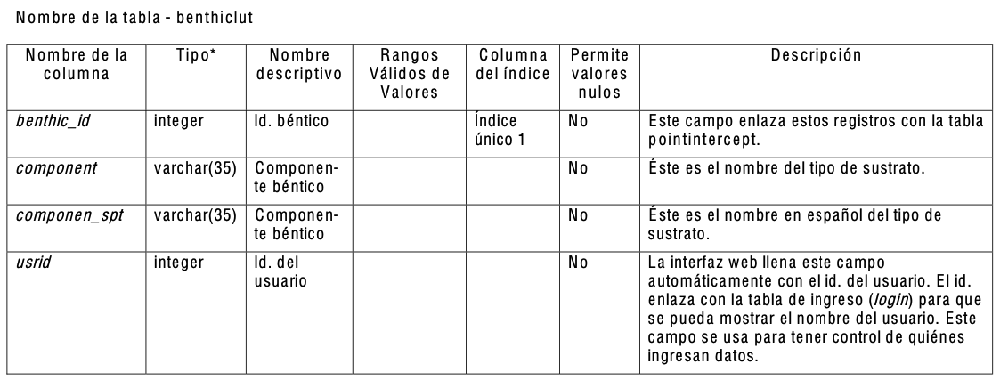 Nombre de la tabla - benthiclut
Nombre de la columna | Tipo* | Nombre descriptivo | Rangos Válidos de Valores | Columna del índice | Permite valores nulos | Descripción
benthic_id | integer | Id. béntico | | Índice único 1 | No | Este campo enlaza estos registros con la tabla pointintercept.
component | varchar(35) | Componen-te béntico | | | No | Éste es el nombre del tipo de sustrato.
componen_spt | varchar(35) | Componen-te béntico | | | No | Éste es el nombre en español del tipo de sustrato.
usrid | integer | Id. del usuario | | | No | La interfaz web llena este campo automáticamente con el id. del usuario. El id. enlaza con la tabla de ingreso (login) para que se pueda mostrar el nombre del usuario. Este campo se usa para tener control de quiénes ingresan datos.